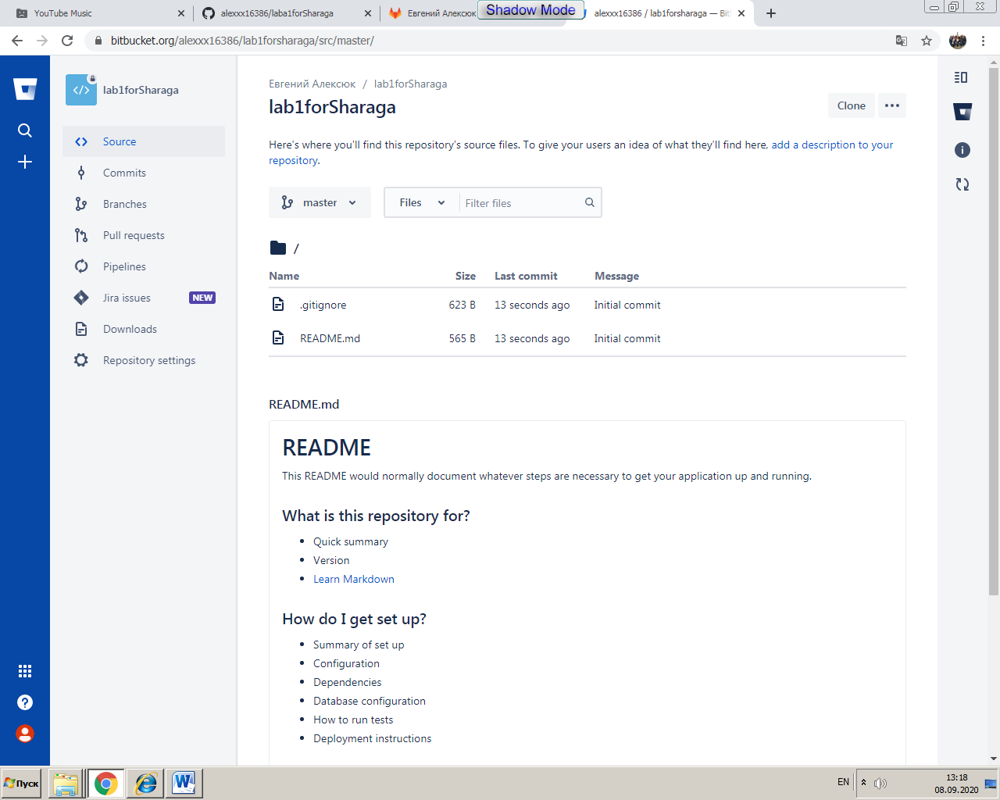 YouTube Music
alexxx16386/laba1forSharaga
Евгений Алексюк
Shadow Mode
alexxx16386 / lab1forsharaga — Bit
bitbucket.org/alexxx16386/lab1forsharaga/src/master/
lab1forSharaga
Source
Commits
Branches
Pull requests
Pipelines
Jira issues NEW
Downloads
Repository settings
Евгений Алексюк / lab1forSharaga
lab1forSharaga
Clone
Here's where you'll find this repository's source files. To give your users an idea of what they'll find here, add a description to your
repository.
master
Files
Filter files
/
Name Size Last commit Message
.gitignore 623 B 13 seconds ago Initial commit
README.md 565 B 13 seconds ago Initial commit
README.md
README
This README would normally document whatever steps are necessary to get your application up and running.
What is this repository for?
• Quick summary
• Version
• Learn Markdown
How do I get set up?
• Summary of set up
• Configuration
• Dependencies
• Database configuration
• How to run tests
• Deployment instructions
Пуск
EN
13:18
08.09.2020